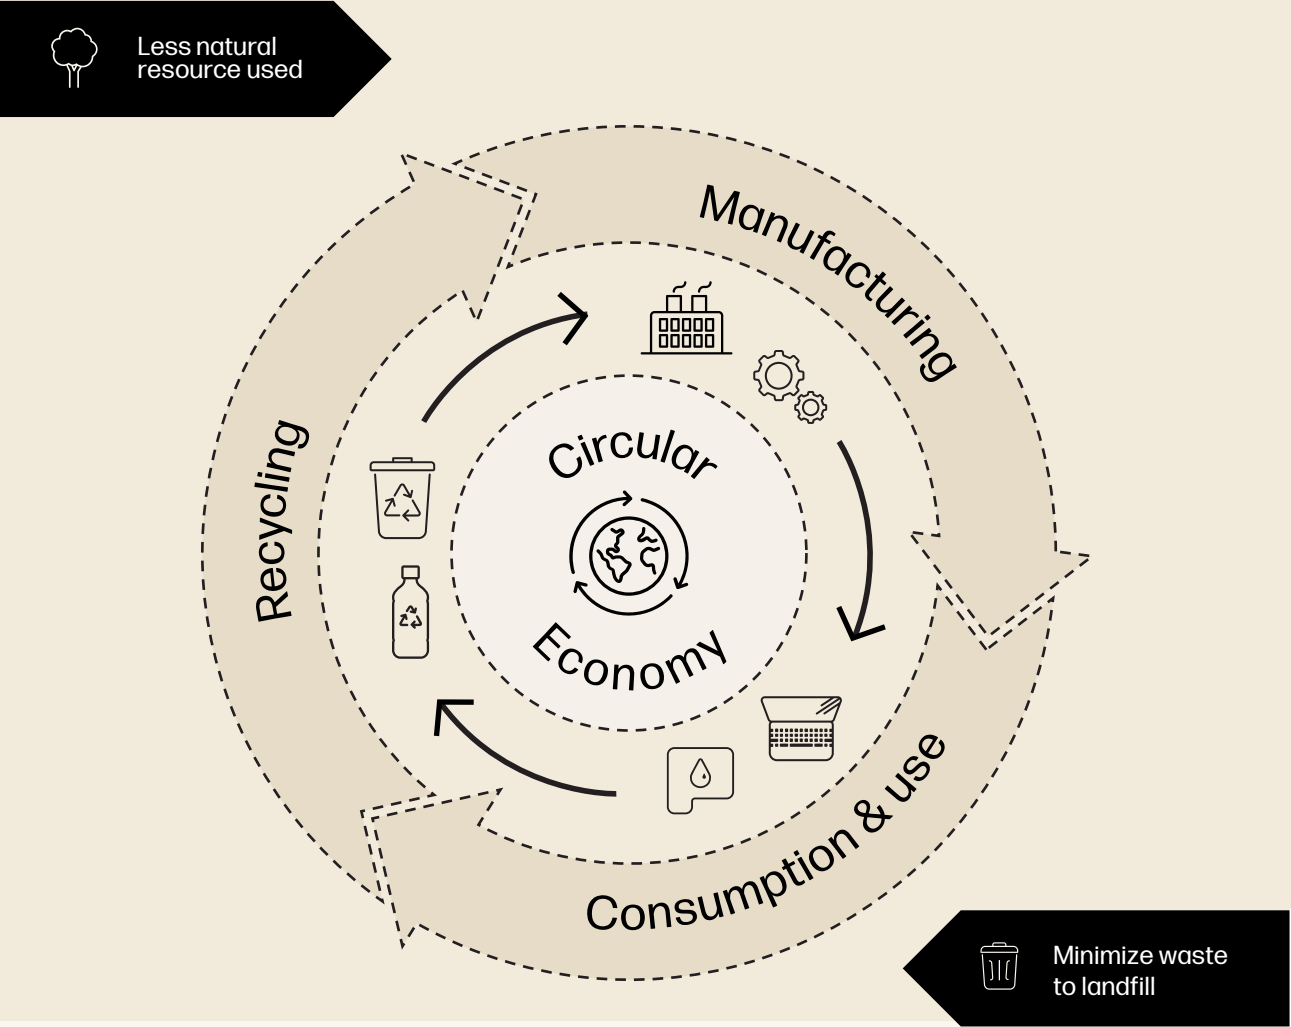 Less natural
resource used
Manufacturing
Circular
Economy
Recycling
Consumption & use
Minimize waste
to landfill